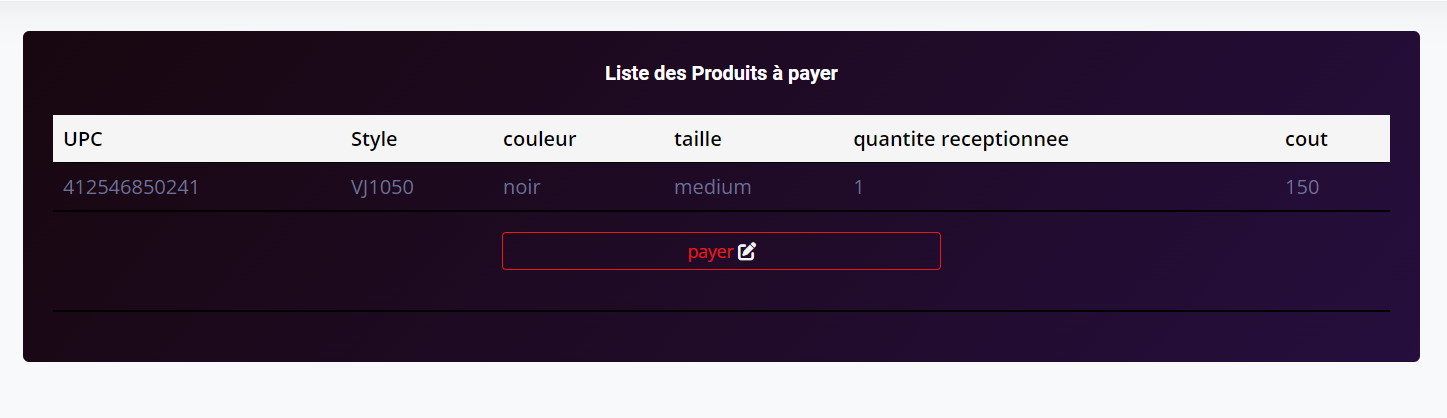 Liste des Produits à payer
UPC Style couleur taille quantite receptionnee cout
412546850241 VJ1050 noir medium 1 150
payer